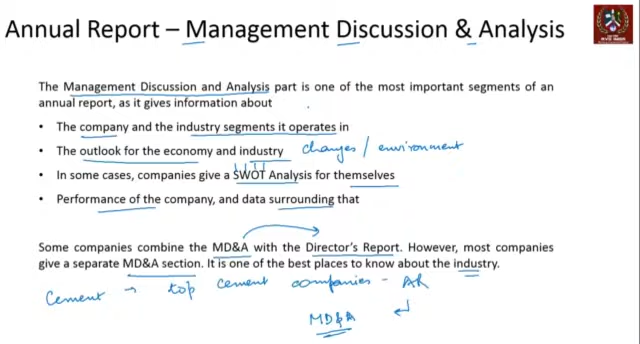 Annual Report – Management Discussion & Analysis
The Management Discussion and Analysis part is one of the most important segments of an
annual report, as it gives information about
• The company and the industry segments it operates in
• The outlook for the economy and industry changes / environment
• In some cases, companies give a SWOT Analysis for themselves
• Performance of the company, and data surrounding that
Some companies combine the MD&A with the Director's Report. However, most companies
give a separate MD&A section. It is one of the best places to know about the industry.
Cement → top cement companies - AR
MD&A